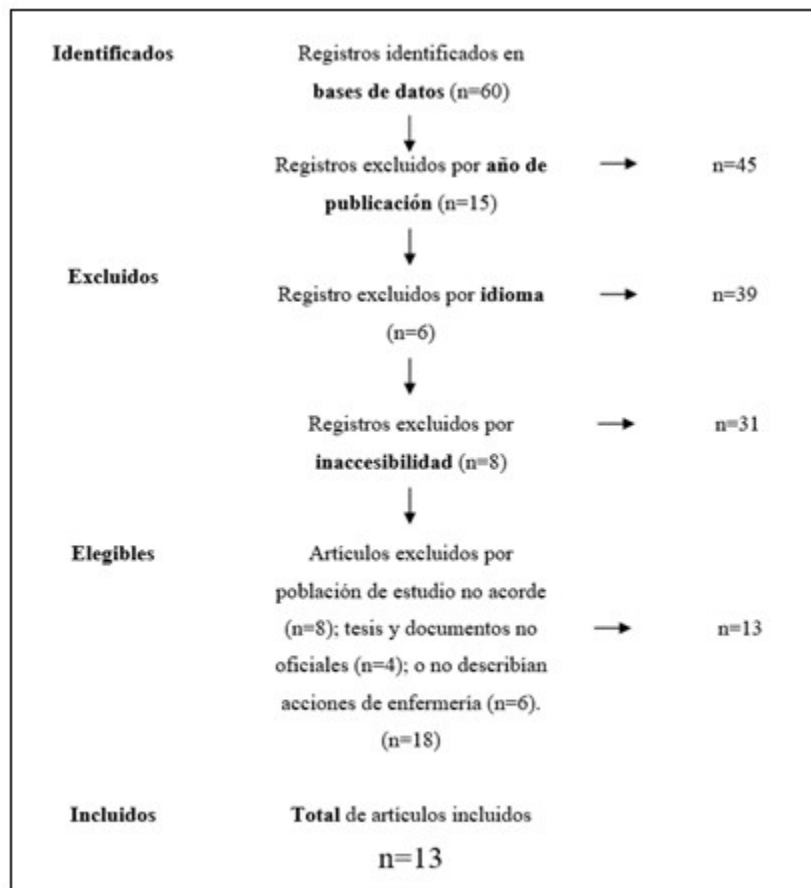 Identificados
Registros identificados en
bases de datos (n=60)
Registros excluidos por año de
publicación (n=15)
n=45
Excluidos
Registro excluidos por idioma
(n=6)
n=39
Registros excluidos por
inaccesibilidad (n=8)
n=31
Elegibles
Artículos excluidos por
población de estudio no acorde
(n=8); tesis y documentos no
oficiales (n=4); o no describian
acciones de enfermería (n=6).
(n=18)
n=13
Incluidos
Total de artículos incluidos
n=13